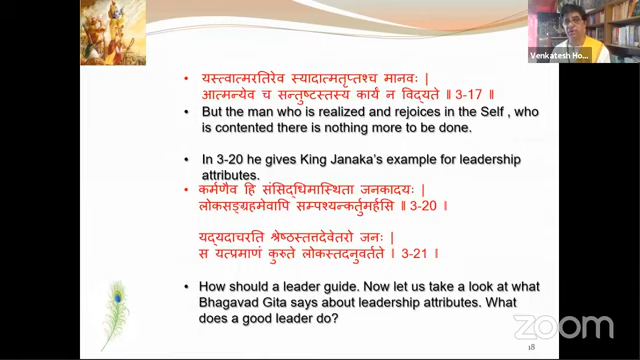 Venkatesh Ho...
यस्त्वात्मरतिरेव स्यादात्मतृप्तश्च मानवः |
आत्मन्येव च सन्तुष्टस्तस्य कार्यं न विद्यते ‖ 3-17 ‖
But the man who is realized and rejoices in the Self , who
is contented there is nothing more to be done.
In 3-20 he gives King Janaka's example for leadership
attributes.
कर्मणैव हि संसिद्धिमास्थिता जनकादयः |
लोकसङ्ग्रहमेवापि सम्पश्यन्कर्तुमर्हसि ‖ 3-20 ।
यद्यदाचरति श्रेष्ठस्तत्तदेवेतरो जनः |
स यत्प्रमाणं कुरुते लोकस्तदनुवर्तते ॥ 3-21 ।
How should a leader guide. Now let us take a look at what
Bhagavad Gita says about leadership attributes. What
does a good leader do?
zoom
18